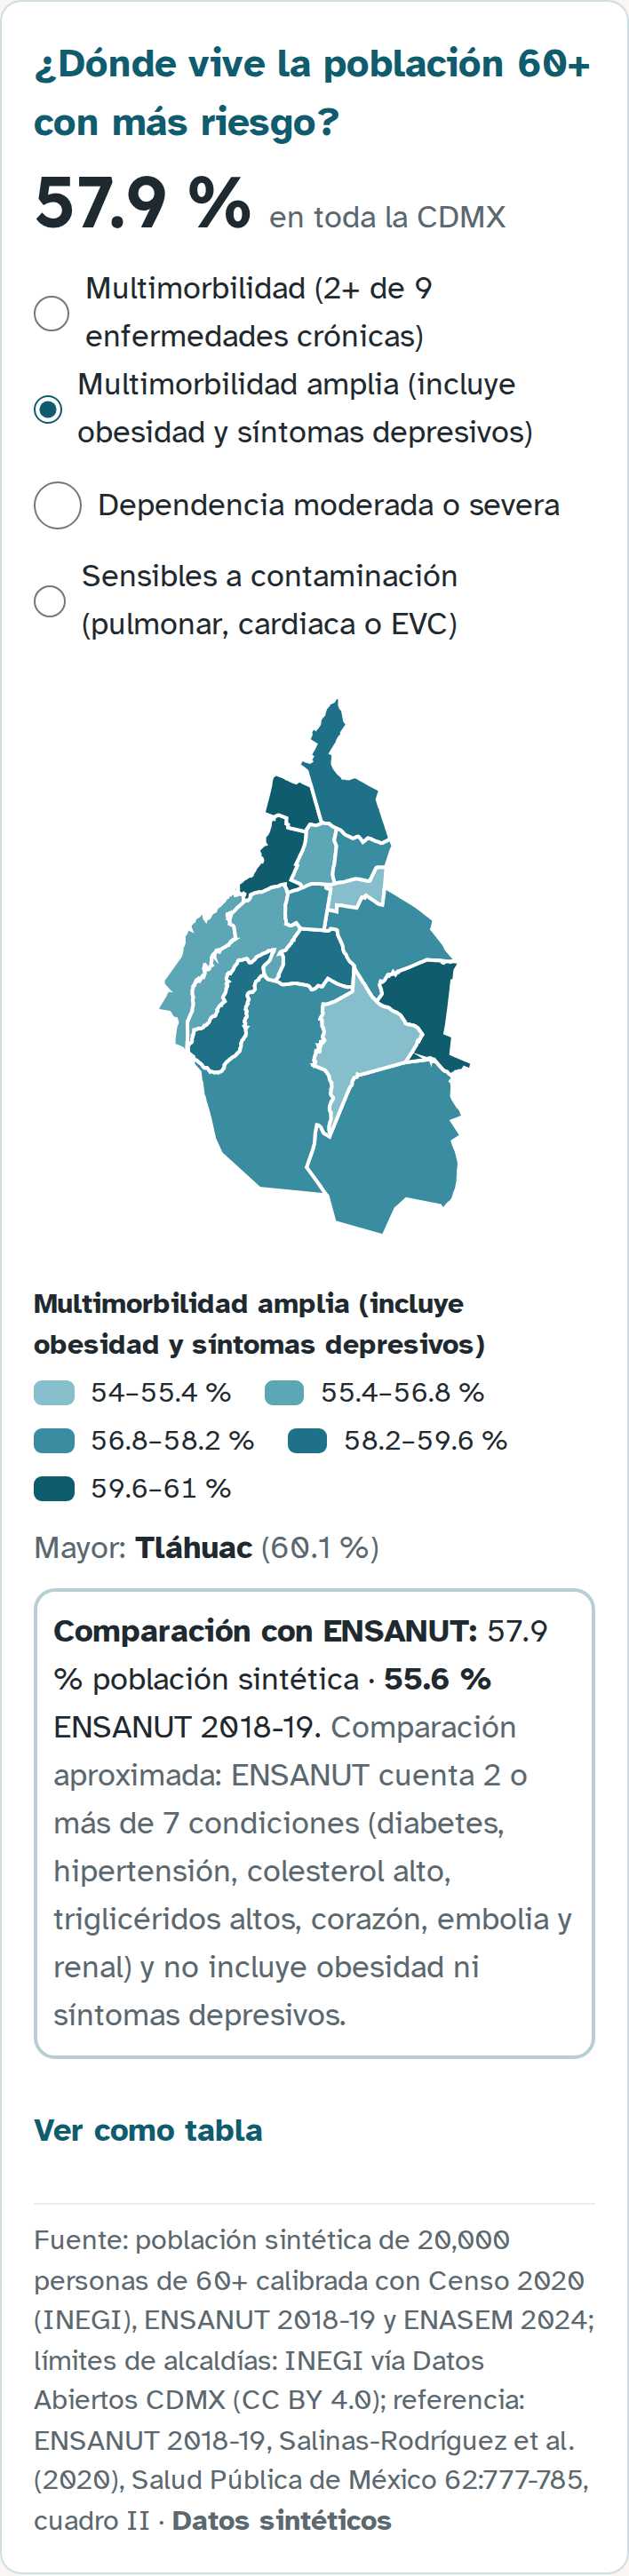 ¿Dónde vive la población 60+
con más riesgo?
57.9 % en toda la CDMX
Multimorbilidad (2+ de 9
enfermedades crónicas)
Multimorbilidad amplia (incluye
obesidad y síntomas depresivos)
Dependencia moderada o severa
Sensibles a contaminación
(pulmonar, cardiaca o EVC)
Multimorbilidad amplia (incluye
obesidad y síntomas depresivos)
54–55.4 % 55.4–56.8 %
56.8–58.2 % 58.2–59.6 %
59.6–61 %
Mayor: Tláhuac (60.1 %)
Comparación con ENSANUT: 57.9
% población sintética · 55.6 %
ENSANUT 2018-19. Comparación
aproximada: ENSANUT cuenta 2 o
más de 7 condiciones (diabetes,
hipertensión, colesterol alto,
triglicéridos altos, corazón, embolia y
renal) y no incluye obesidad ni
síntomas depresivos.
Ver como tabla
Fuente: población sintética de 20,000
personas de 60+ calibrada con Censo 2020
(INEGI), ENSANUT 2018-19 y ENASEM 2024;
límites de alcaldías: INEGI vía Datos
Abiertos CDMX (CC BY 4.0); referencia:
ENSANUT 2018-19, Salinas-Rodríguez et al.
(2020), Salud Pública de México 62:777-785,
cuadro II · Datos sintéticos